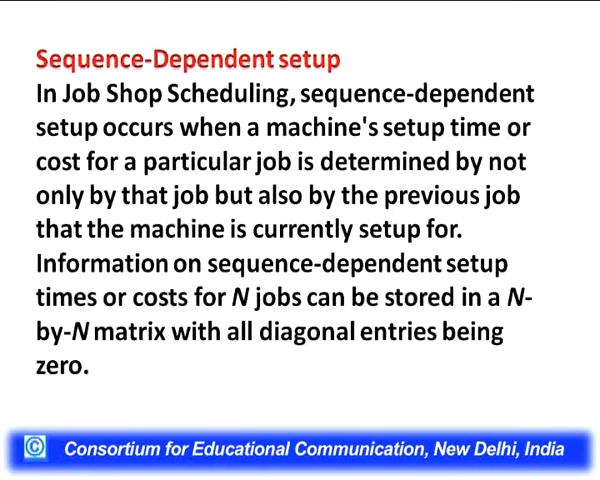 Sequence-Dependent setup
In Job Shop Scheduling, sequence-dependent
setup occurs when a machine's setup time or
cost for a particular job is determined by not
only by that job but also by the previous job
that the machine is currently setup for.
Information on sequence-dependent setup
times or costs for N jobs can be stored in a N-
by-N matrix with all diagonal entries being
zero.
© Consortium for Educational Communication, New Delhi, India